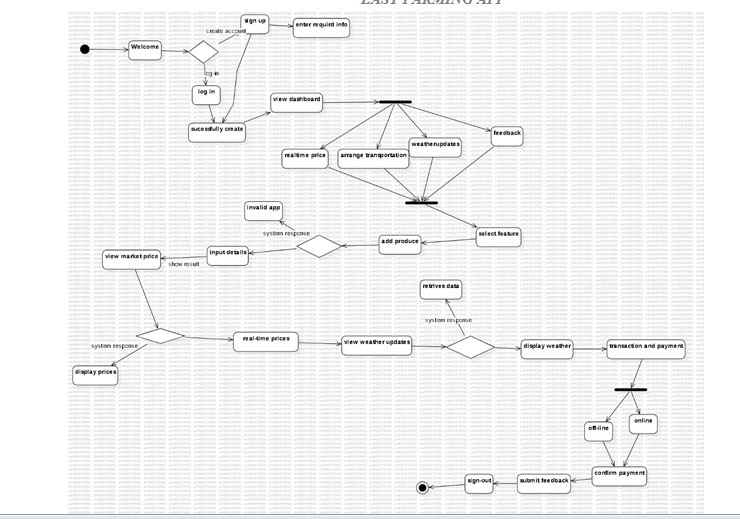 EASY FARMING APP
sign up
enter requird info
create account
Welcome
log in
log in
view dashboard
sucessfully create
feedback
weatherupdates
realtime price
arrange transportation
invalid app
system response
select feature
add produce
input details
view market price
show result
retrives data
system response
system response
real-time prices
view weather updates
display weather
transaction and payment
display prices
off-line
online
confirm payment
sign-out
submit feedback